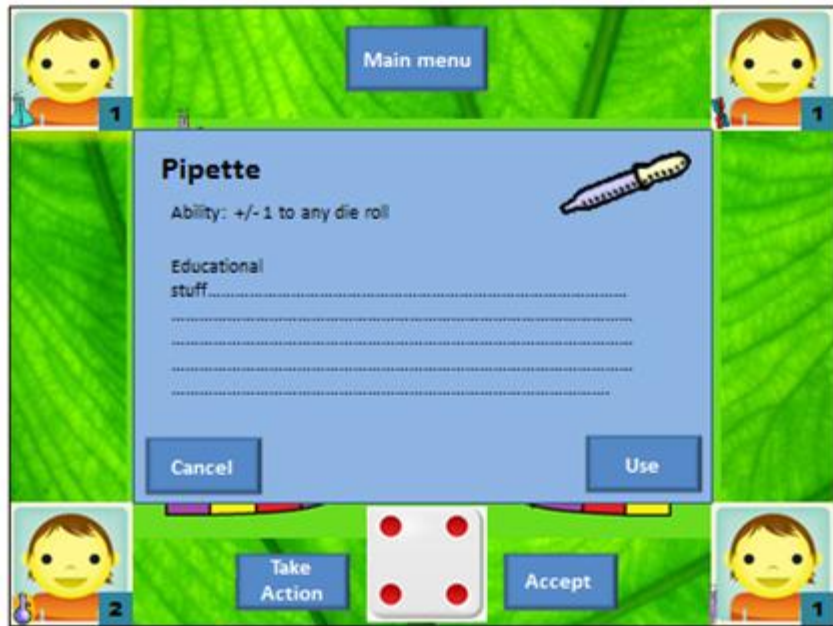 Main menu
1
1
Pipette
Ability: +/- 1 to any die roll
Educational
stuff...............................................................................................
.........................................................................................................
.........................................................................................................
.........................................................................................................
....................................................................................................
Cancel
Use
2
Take
Action
Accept
1